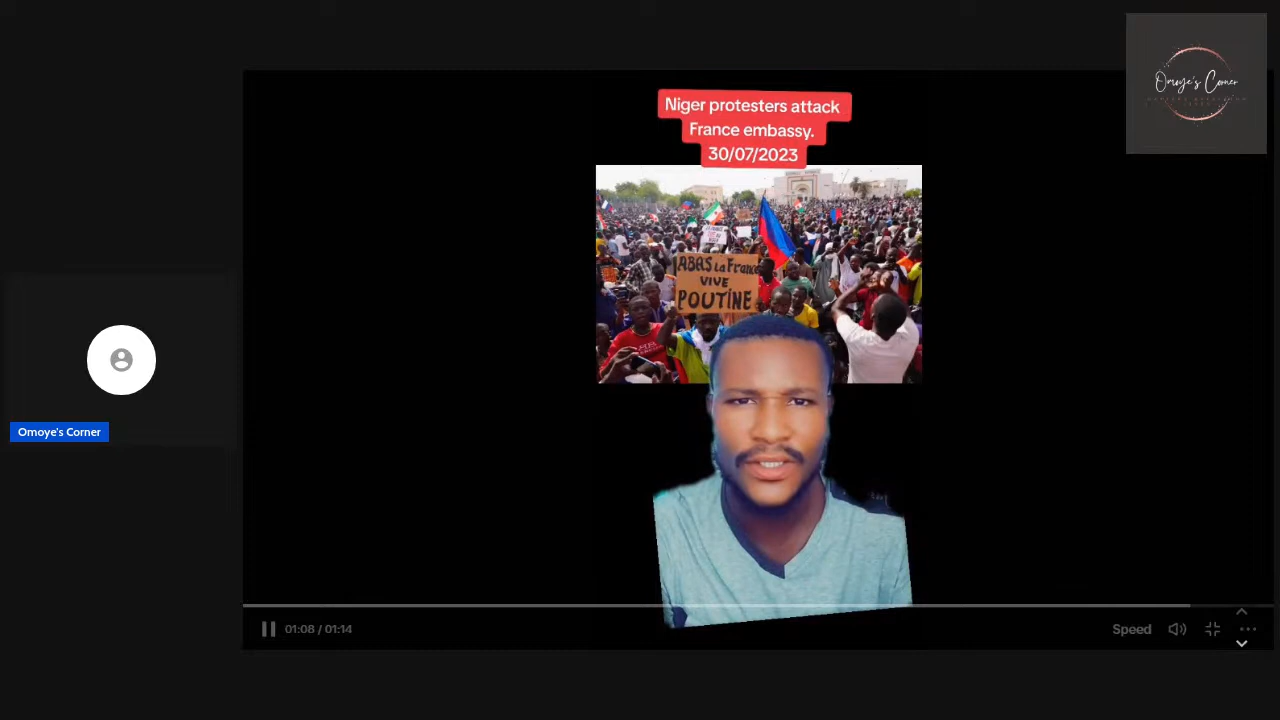 Niger protesters attack
France embassy.
30/07/2023
ABAS la France
VIVE
POUTINE
Omoye's Corner
Omoye's Corner
01:08 / 01:14
Speed